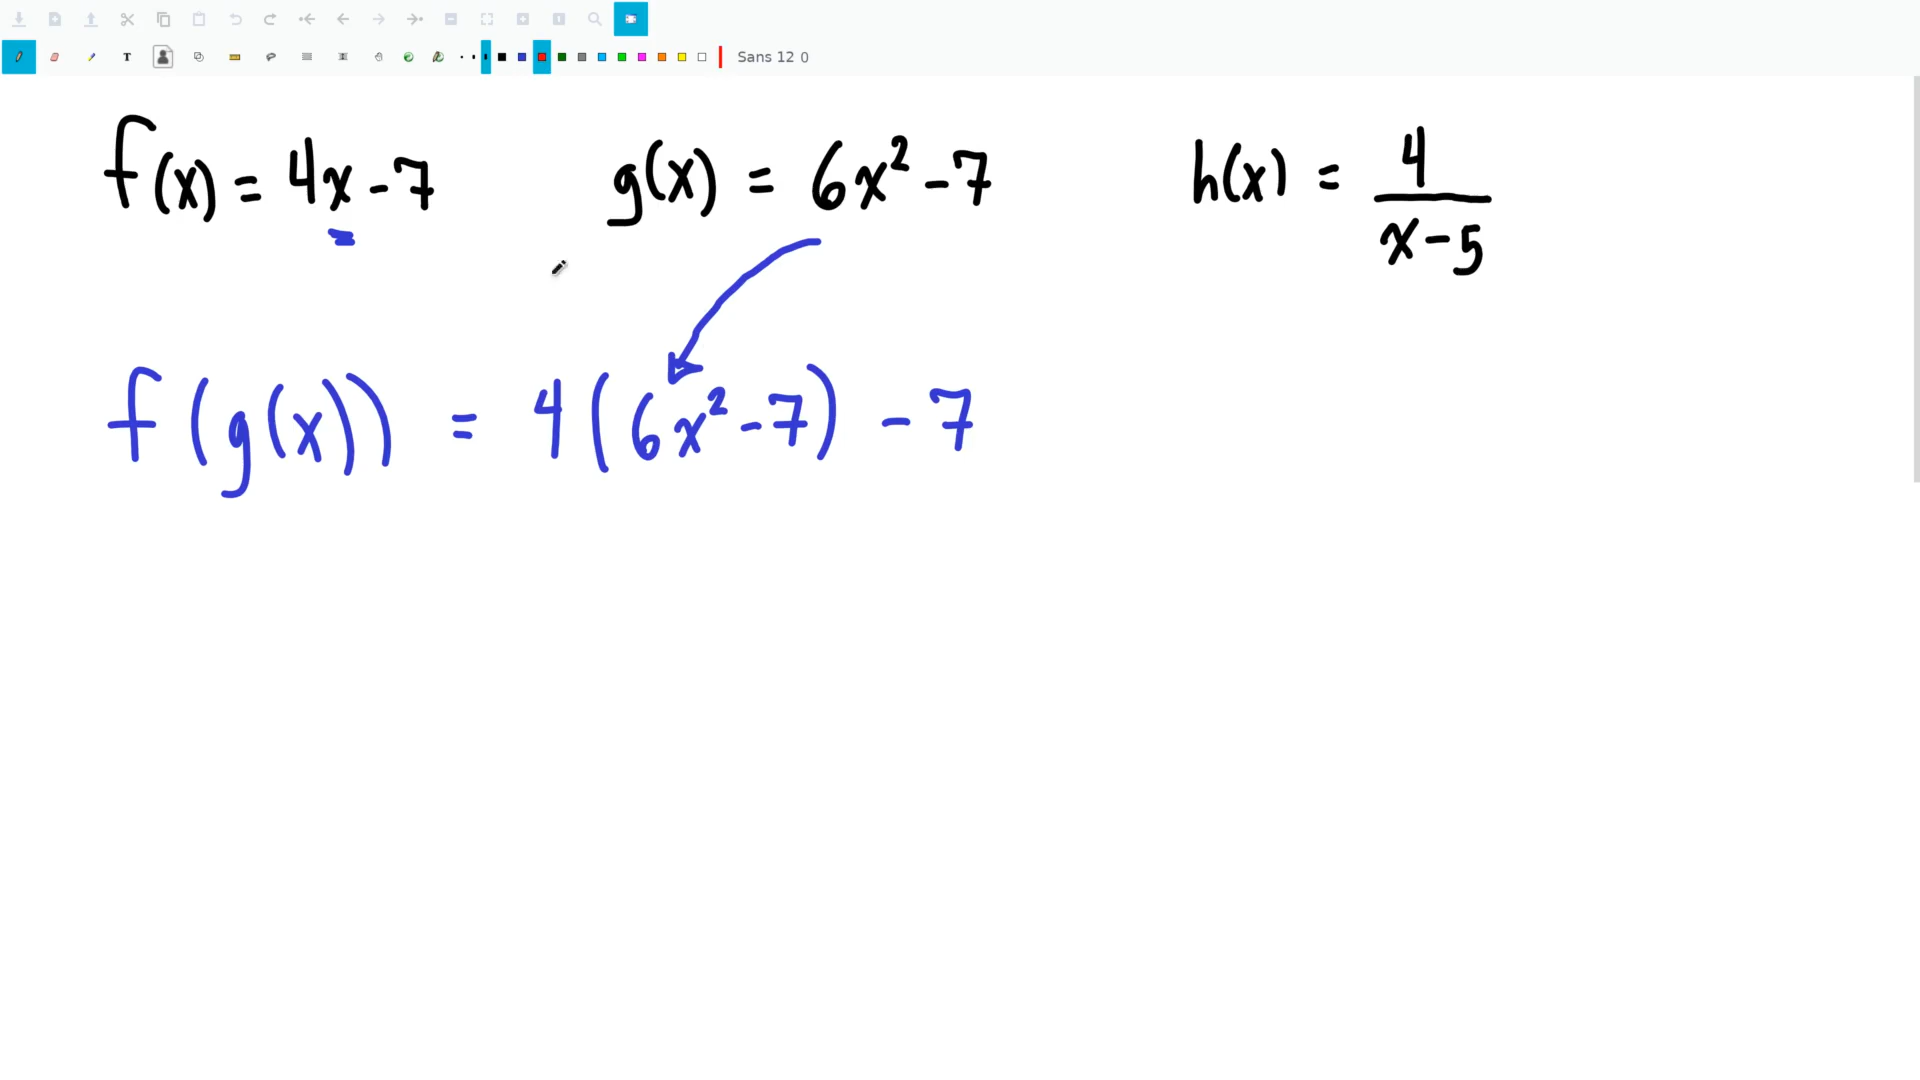 T Sans 12 0
f(x) = 4x - 7 g(x) = 6x² - 7 h(x) = 4/(x - 5)
f(g(x)) = 4(6x² - 7) - 7